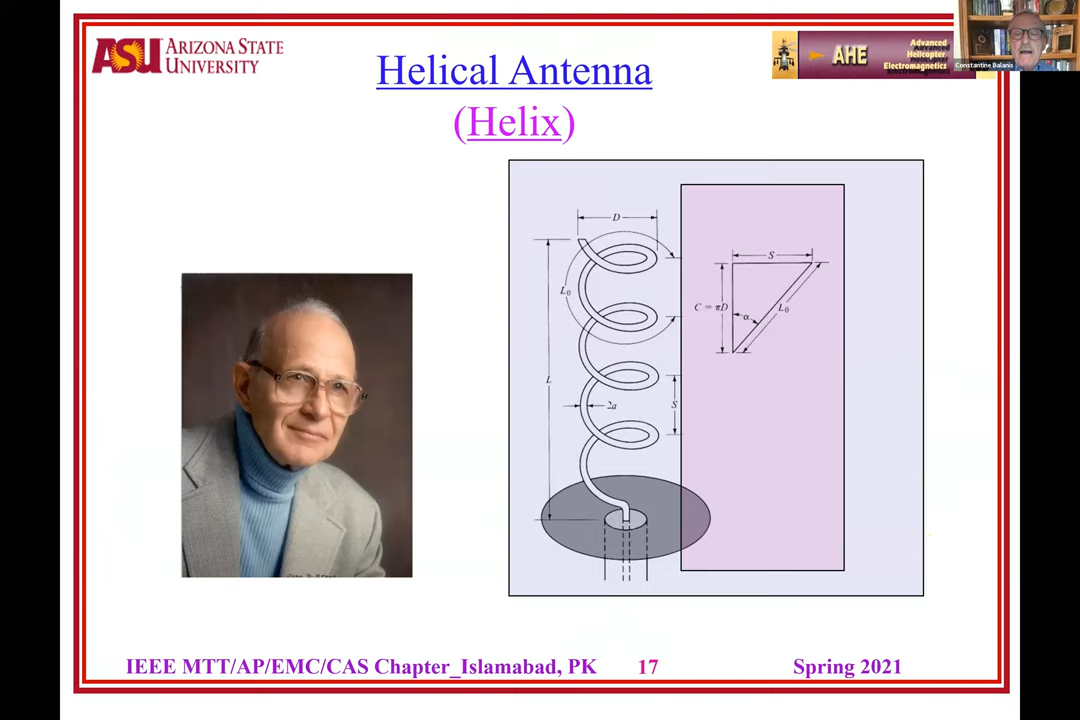 ASU ARIZONA STATE
UNIVERSITY
Helical Antenna
(Helix)
AHE
Advanced
Helicopter
Electromagnetics
Constantine Balanis
D
S
L₀
C = πD
α
L₀
L
2a
S
IEEE MTT/AP/EMC/CAS Chapter_Islamabad, PK 17 Spring 2021